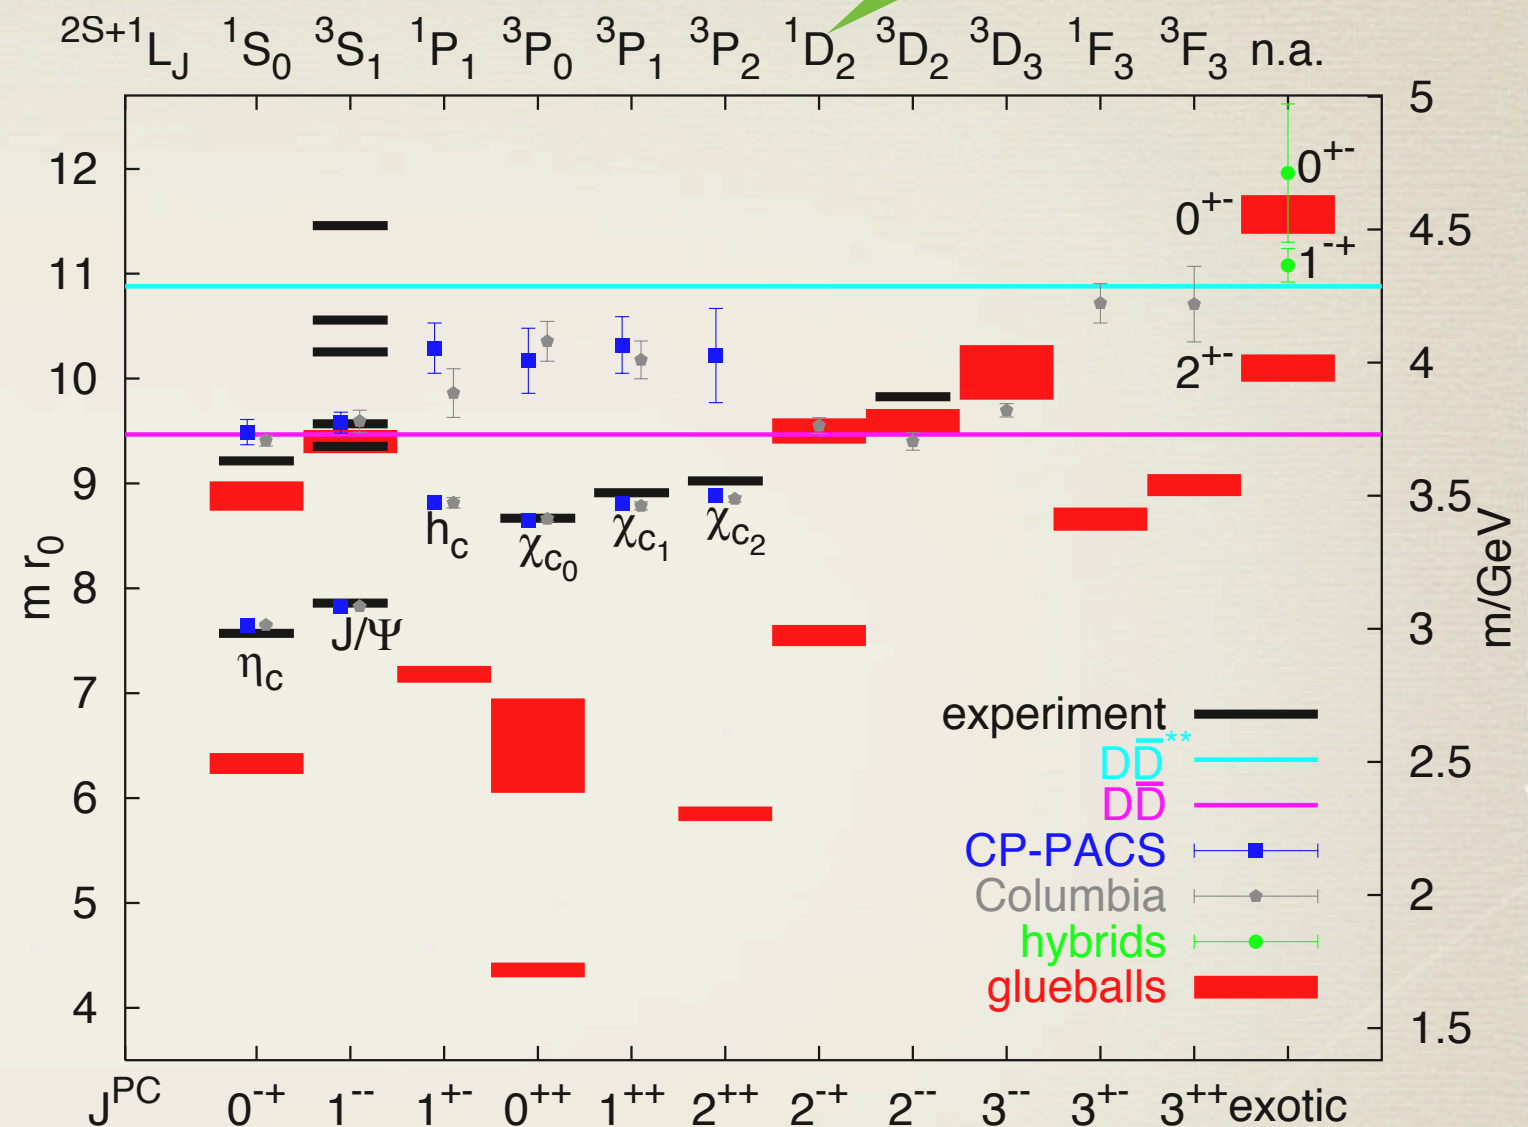 2S+1LJ 1S0 3S1 1P1 3P0 3P1 3P2 1D2 3D2 3D3 1F3 3F3 n.a.
m r0
12
11
10
9
8
7
6
5
4
5
4.5
4
3.5
3
2.5
2
1.5
m/GeV
0+-
0+-
1-+
2+-
hc
χc0
χc1
χc2
J/Ψ
ηc
experiment
DD̅**
DD̅
CP-PACS
Columbia
hybrids
glueballs
JPC 0-+ 1-- 1+- 0++ 1++ 2++ 2-+ 2-- 3-- 3+- 3++ exotic